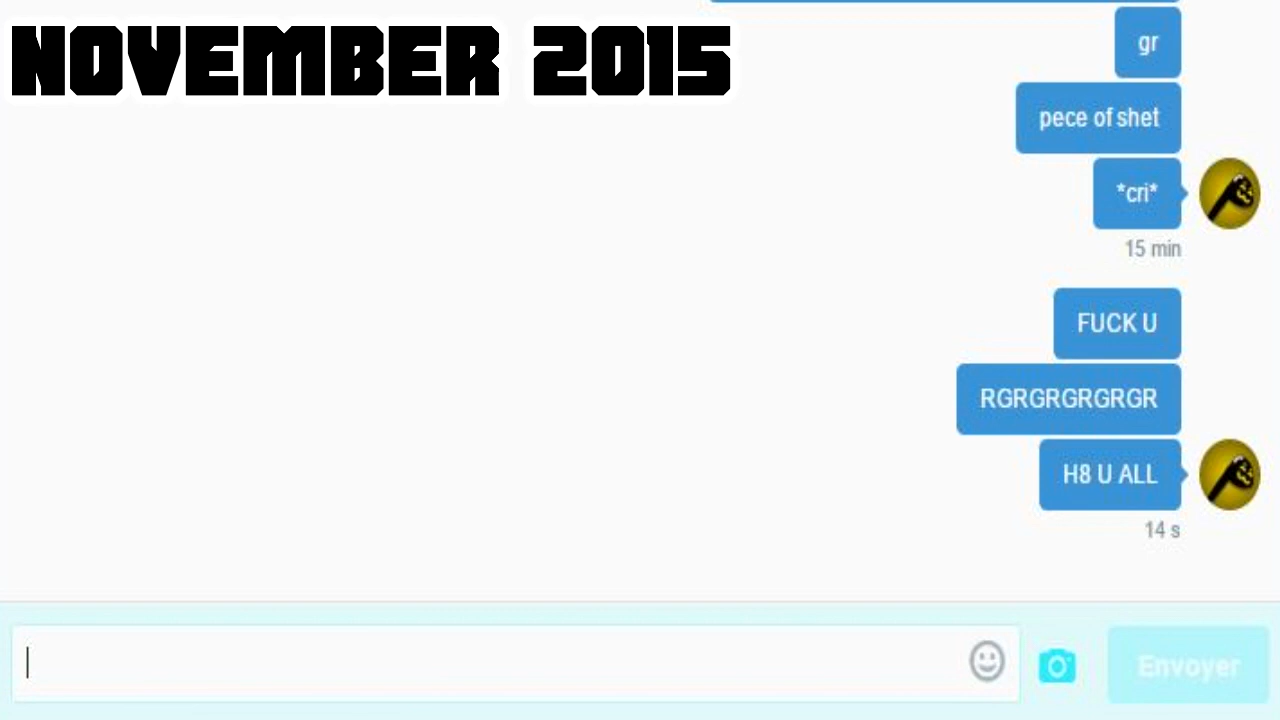 NOVEMBER 2015
gr
pece of shet
*cri*
15 min
FUCK U
RGRGRGRGRGR
H8 U ALL
14 s
Envoyer